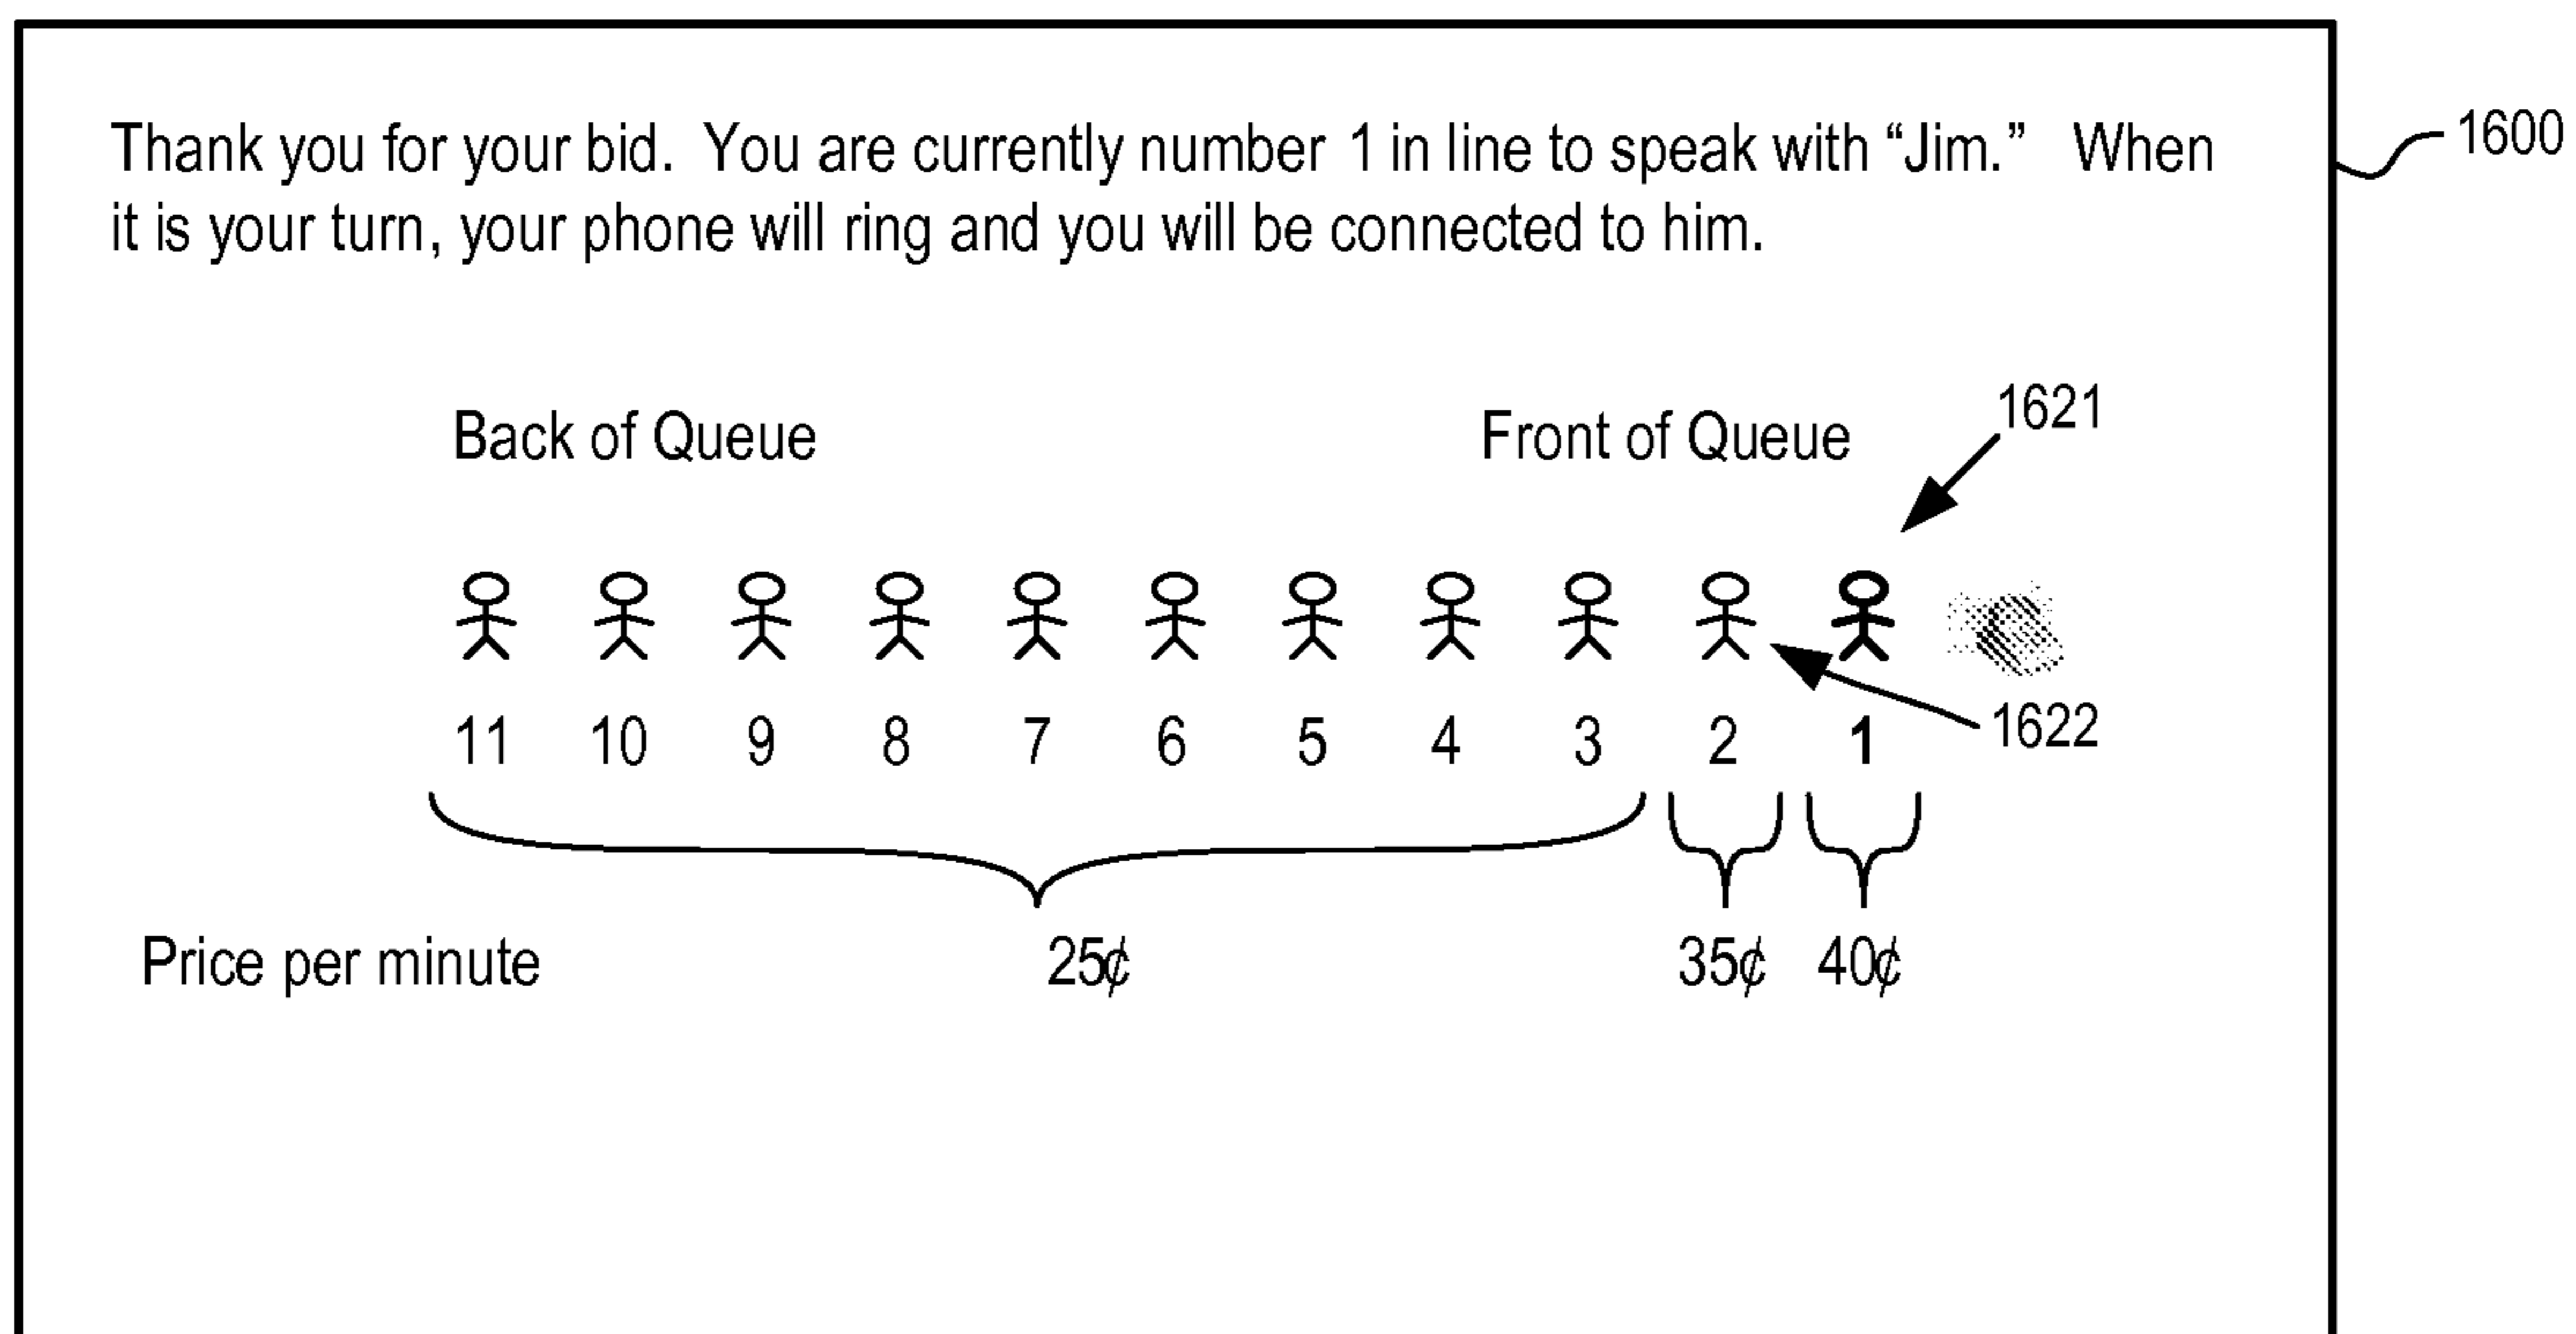 Thank you for your bid. You are currently number 1 in line to speak with “Jim.” When
it is your turn, your phone will ring and you will be connected to him.
1600
Back of Queue Front of Queue
1621
11 10 9 8 7 6 5 4 3 2 1
1622
Price per minute 25¢ 35¢ 40¢